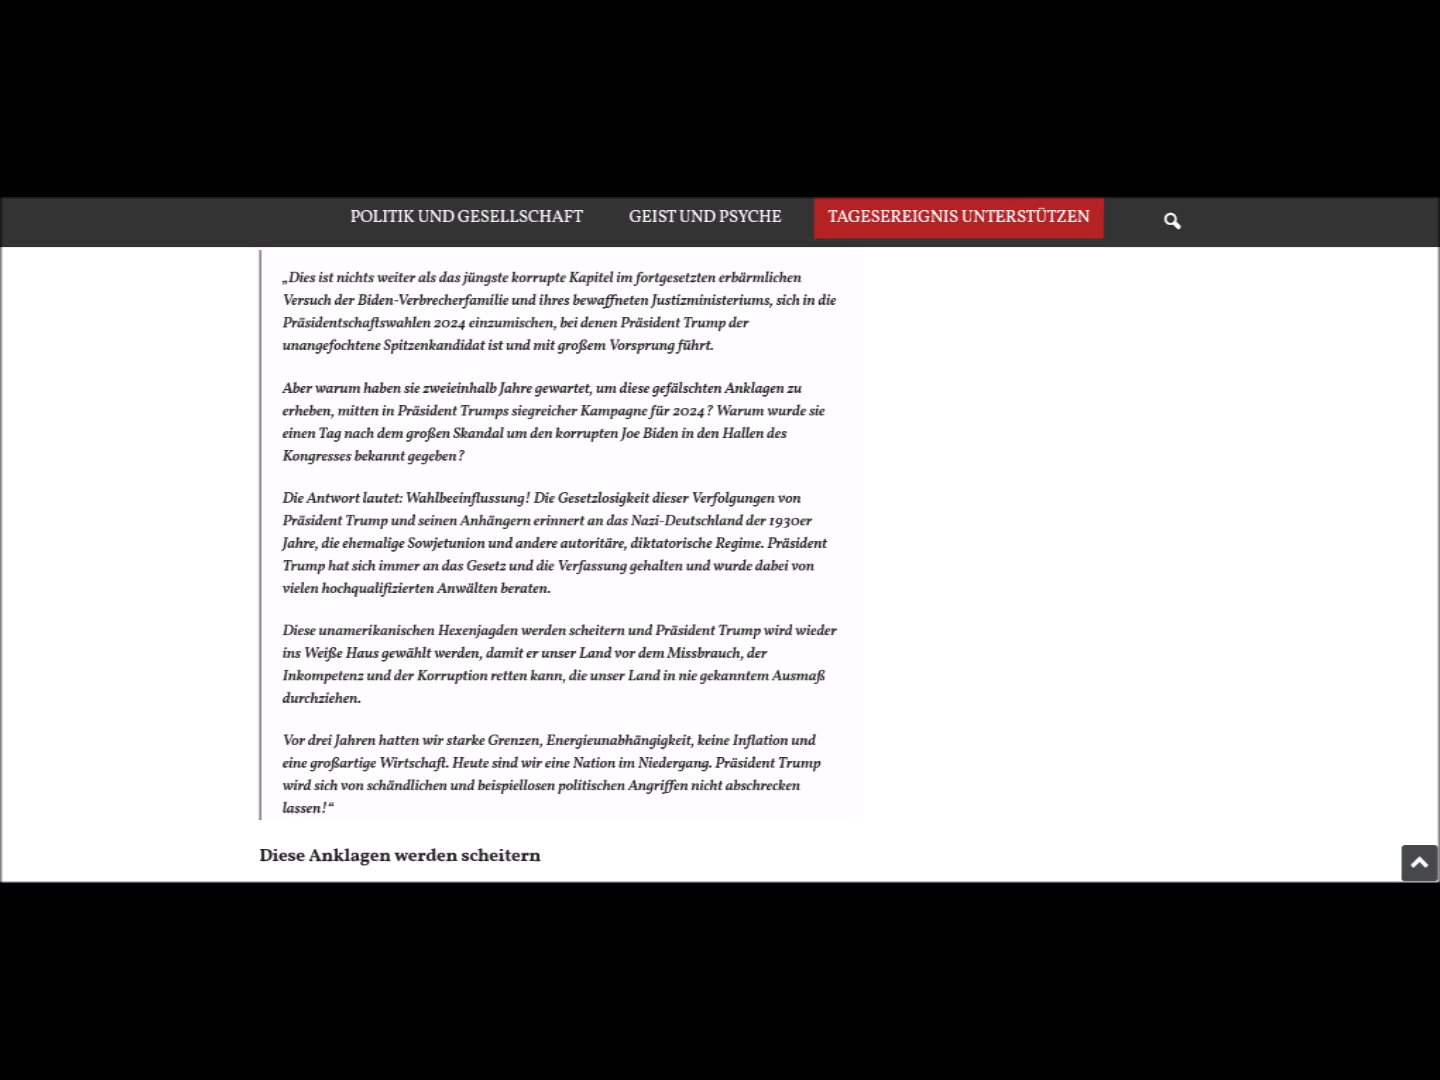 POLITIK UND GESELLSCHAFT GEIST UND PSYCHE TAGESEREIGNIS UNTERSTÜTZEN
„Dies ist nichts weiter als das jüngste korrupte Kapitel im fortgesetzten erbärmlichen
Versuch der Biden-Verbrecherfamilie und ihres bewaffneten Justizministeriums, sich in die
Präsidentschaftswahlen 2024 einzumischen, bei denen Präsident Trump der
unangefochtene Spitzenkandidat ist und mit großem Vorsprung führt.
Aber warum haben sie zweieinhalb Jahre gewartet, um diese gefälschten Anklagen zu
erheben, mitten in Präsident Trumps siegreicher Kampagne für 2024? Warum wurde sie
einen Tag nach dem großen Skandal um den korrupten Joe Biden in den Hallen des
Kongresses bekannt gegeben?
Die Antwort lautet: Wahlbeeinflussung! Die Gesetzlosigkeit dieser Verfolgungen von
Präsident Trump und seinen Anhängern erinnert an das Nazi-Deutschland der 1930er
Jahre, die ehemalige Sowjetunion und andere autoritäre, diktatorische Regime. Präsident
Trump hat sich immer an das Gesetz und die Verfassung gehalten und wurde dabei von
vielen hochqualifizierten Anwälten beraten.
Diese unamerikanischen Hexenjagden werden scheitern und Präsident Trump wird wieder
ins Weiße Haus gewählt werden, damit er unser Land vor dem Missbrauch, der
Inkompetenz und der Korruption retten kann, die unser Land in nie gekanntem Ausmaß
durchziehen.
Vor drei Jahren hatten wir starke Grenzen, Energieunabhängigkeit, keine Inflation und
eine großartige Wirtschaft. Heute sind wir eine Nation im Niedergang. Präsident Trump
wird sich von schändlichen und beispiellosen politischen Angriffen nicht abschrecken
lassen!“
Diese Anklagen werden scheitern